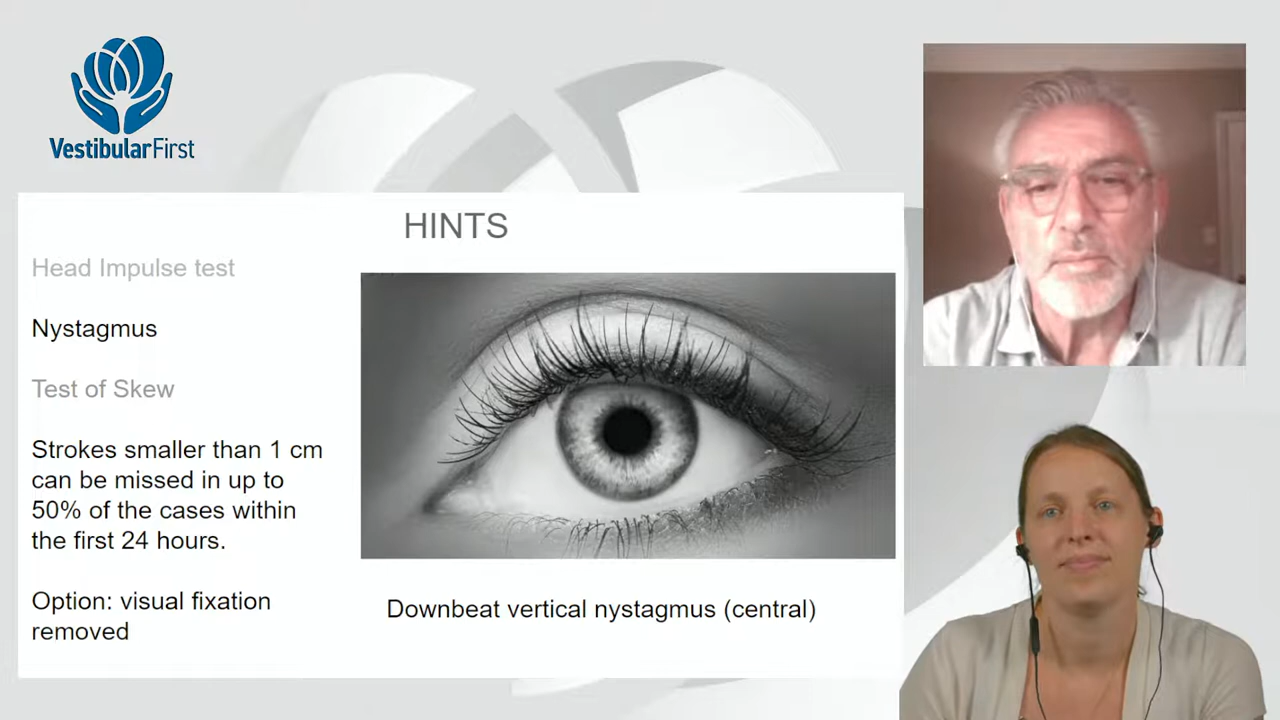 VestibularFirst
HINTS
Head Impulse test
Nystagmus
Test of Skew
Strokes smaller than 1 cm
can be missed in up to
50% of the cases within
the first 24 hours.
Option: visual fixation
removed
Downbeat vertical nystagmus (central)